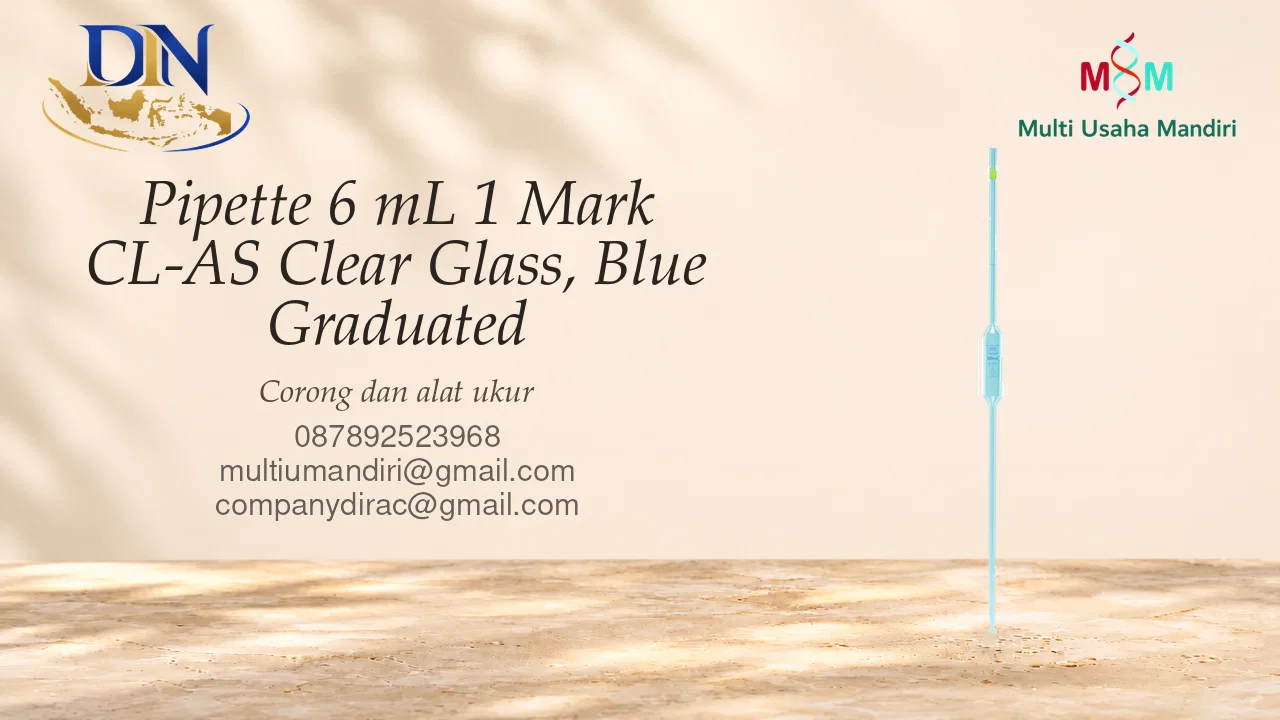 DIN
M M
Multi Usaha Mandiri
Pipette 6 mL 1 Mark
CL-AS Clear Glass, Blue
Graduated
Corong dan alat ukur
087892523968
multiumandiri@gmail.com
companydirac@gmail.com